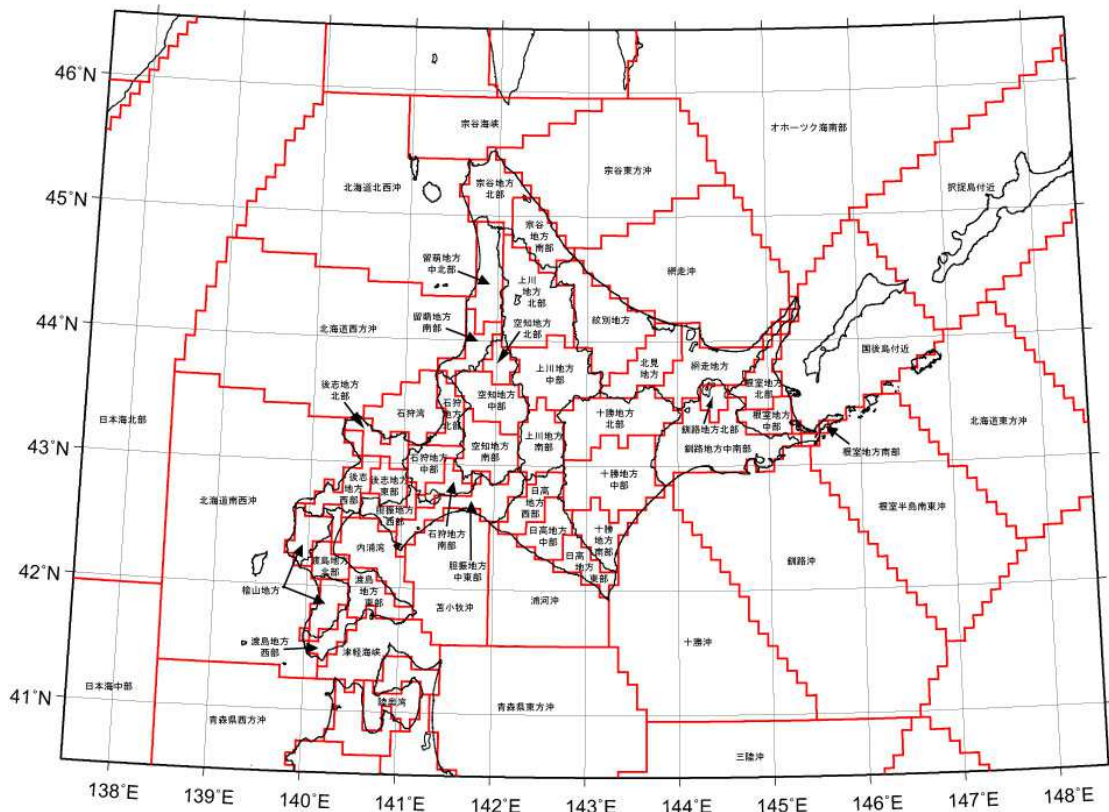 46°N
45°N
44°N
43°N
42°N
41°N
宗谷海峡
オホーツク海南部
宗谷東方沖
北海道北西沖
宗谷地方
北部
択捉島付近
宗谷
地方
南部
留萌地方
中北部
網走沖
上川
地方
北部
留萌地方
南部
空知地方
北部
紋別地方
北海道西方沖
国後島付近
北見
地方
網走地方
上川地方
中部
根室地方
北部
後志地方
北部
石狩
地方
北部
空知地方
中部
石狩湾
十勝地方
北部
根室地方
中部
日本海北部
釧路地方北部
北海道東方沖
空知地方
南部
上川地方
南部
釧路地方中南部
根室地方南部
石狩地方
中部
十勝地方
中部
後志
地方
西部
後志地方
東部
北海道南西沖
日高
地方
西部
根室半島南東沖
胆振地方
西部
石狩地方
南部
日高地方
中部
十勝
地方
南部
内浦湾
釧路沖
渡島地方
北部
胆振地方
中東部
日高
地方
東部
檜山地方
渡島
地方
東部
苫小牧沖
浦河沖
渡島地方
西部
津軽海峡
十勝沖
日本海中部
陸奥湾
青森県西方沖
青森県東方沖
三陸沖
138°E
139°E
140°E
141°E
142°E
143°E
144°E
145°E
146°E
147°E
148°E